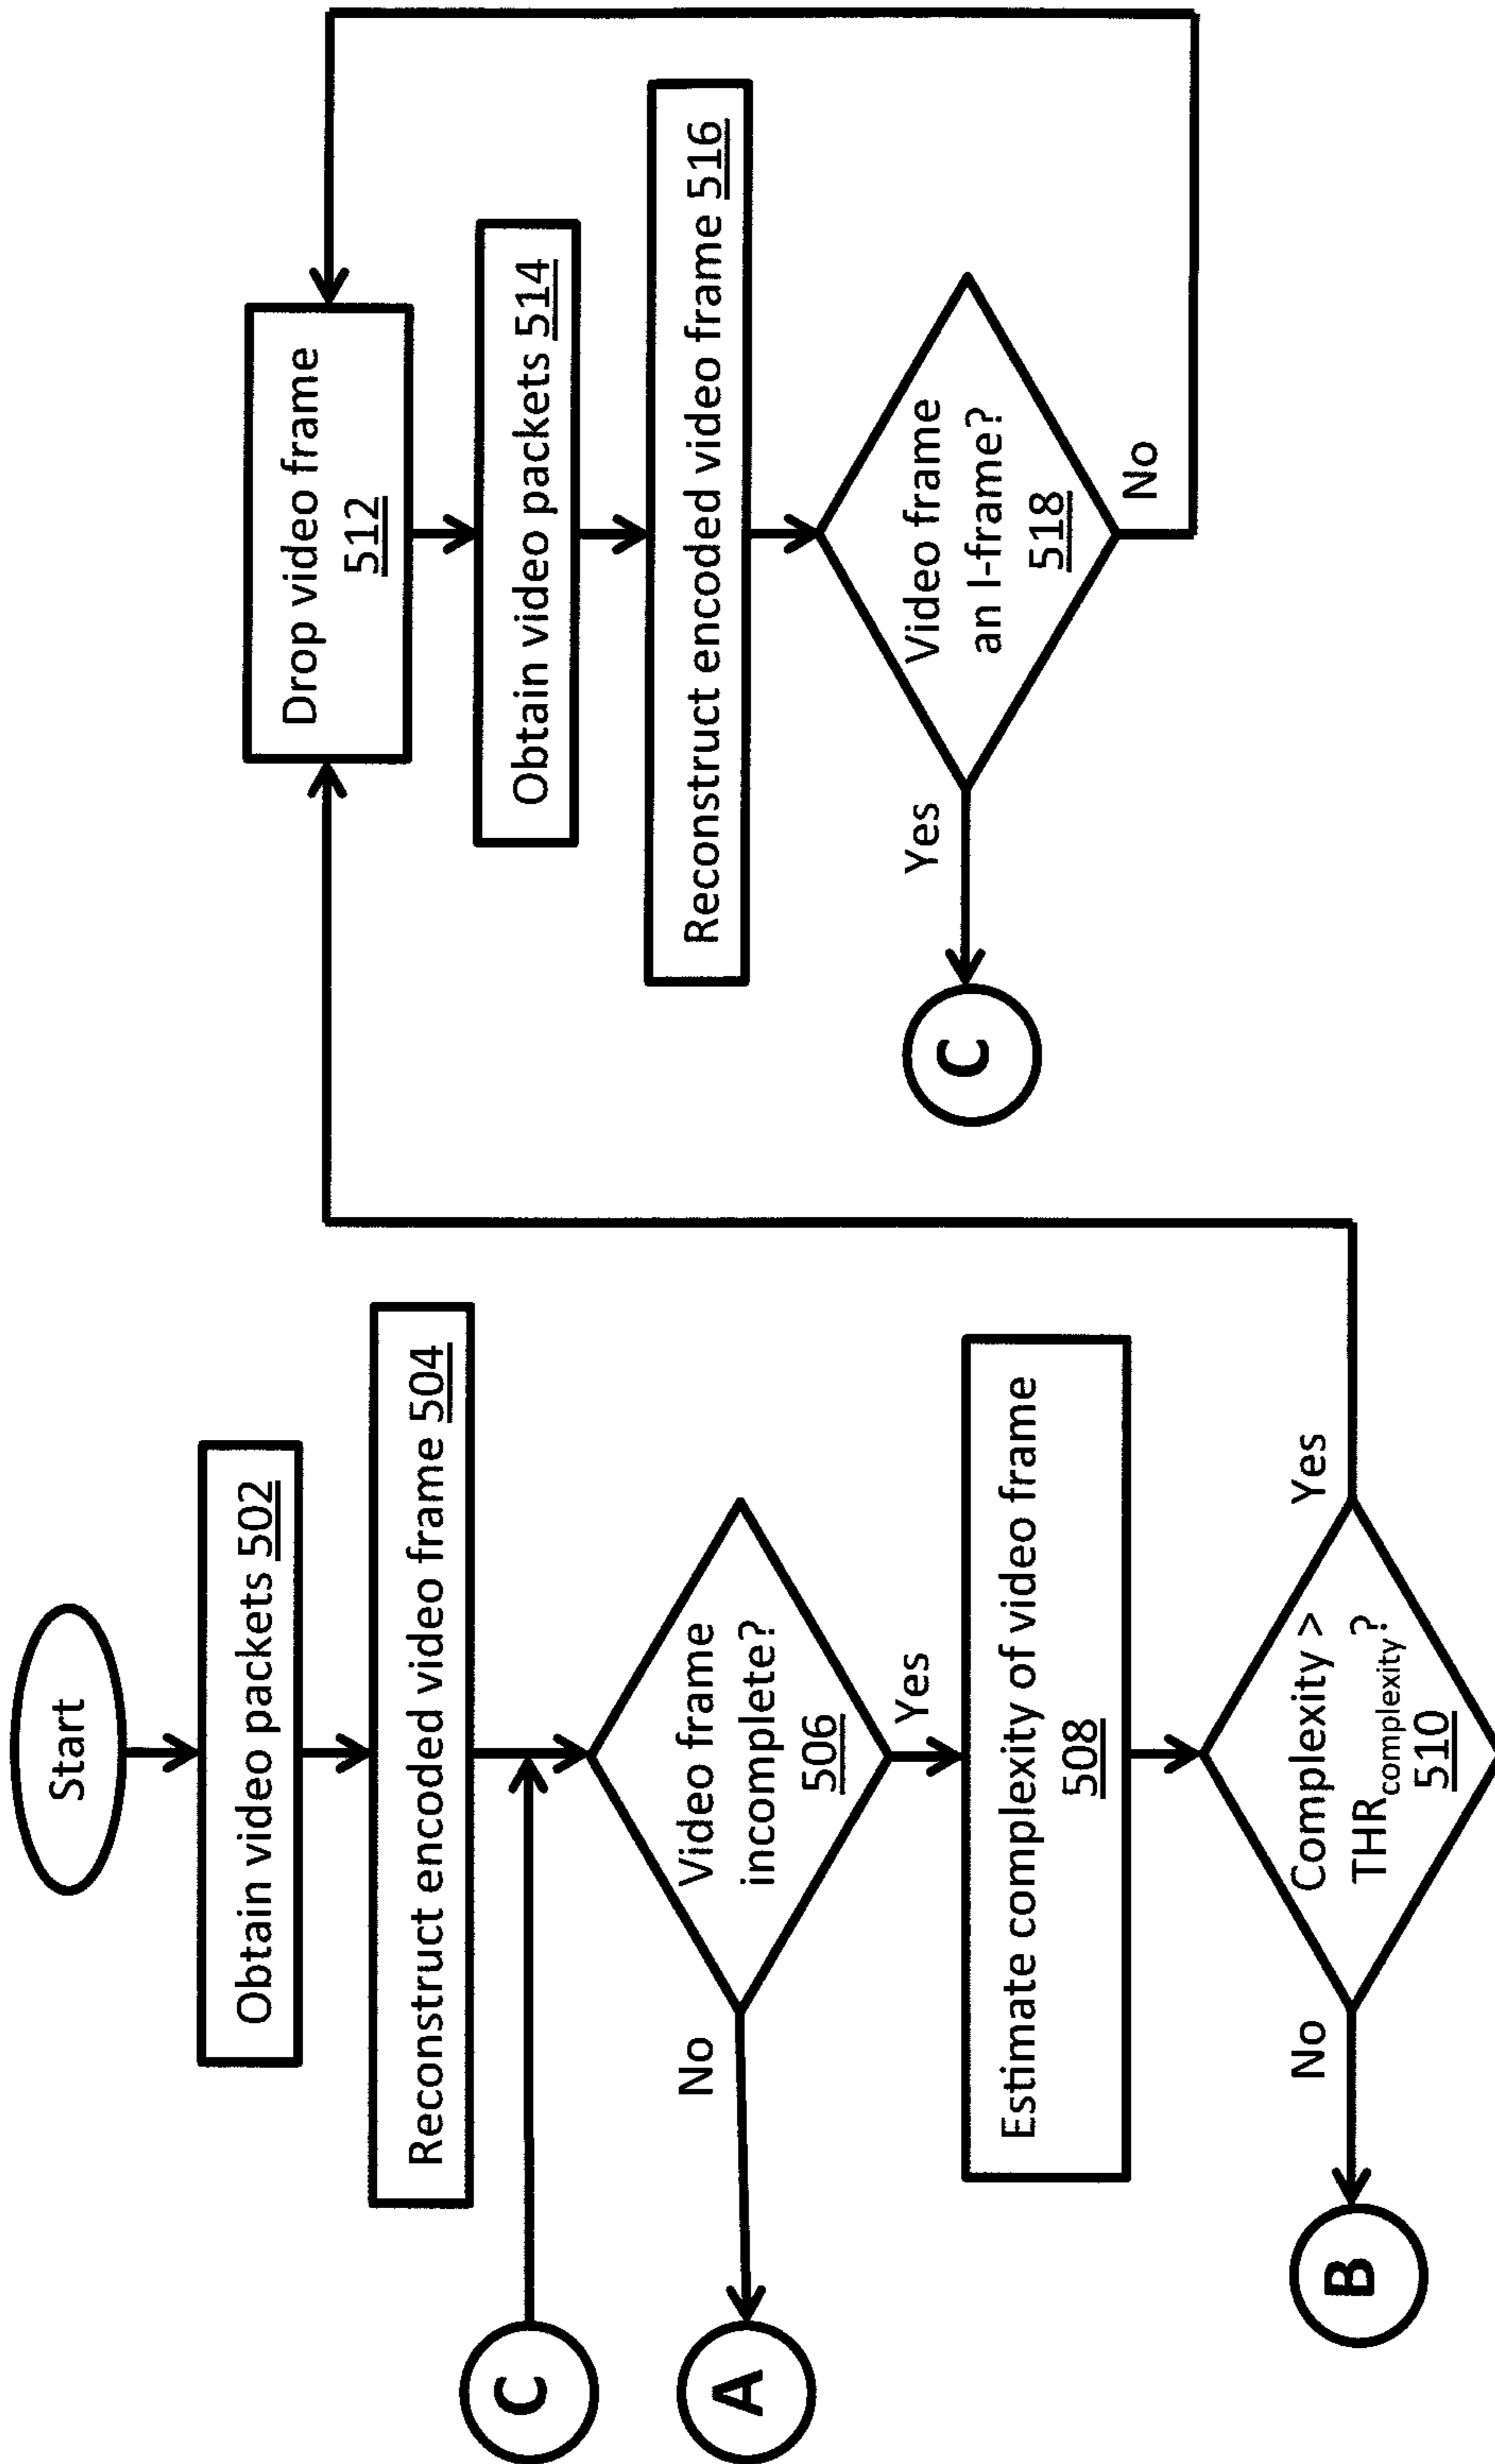 Start
Obtain video packets 502
Reconstruct encoded video frame 504
C
Video frame
incomplete?
506
No
A
Yes
Estimate complexity of video frame
508
Complexity >
THRcomplexity?
510
No
B
Yes
Drop video frame
512
Obtain video packets 514
Reconstruct encoded video frame 516
Video frame
an I-frame?
518
Yes
C
No